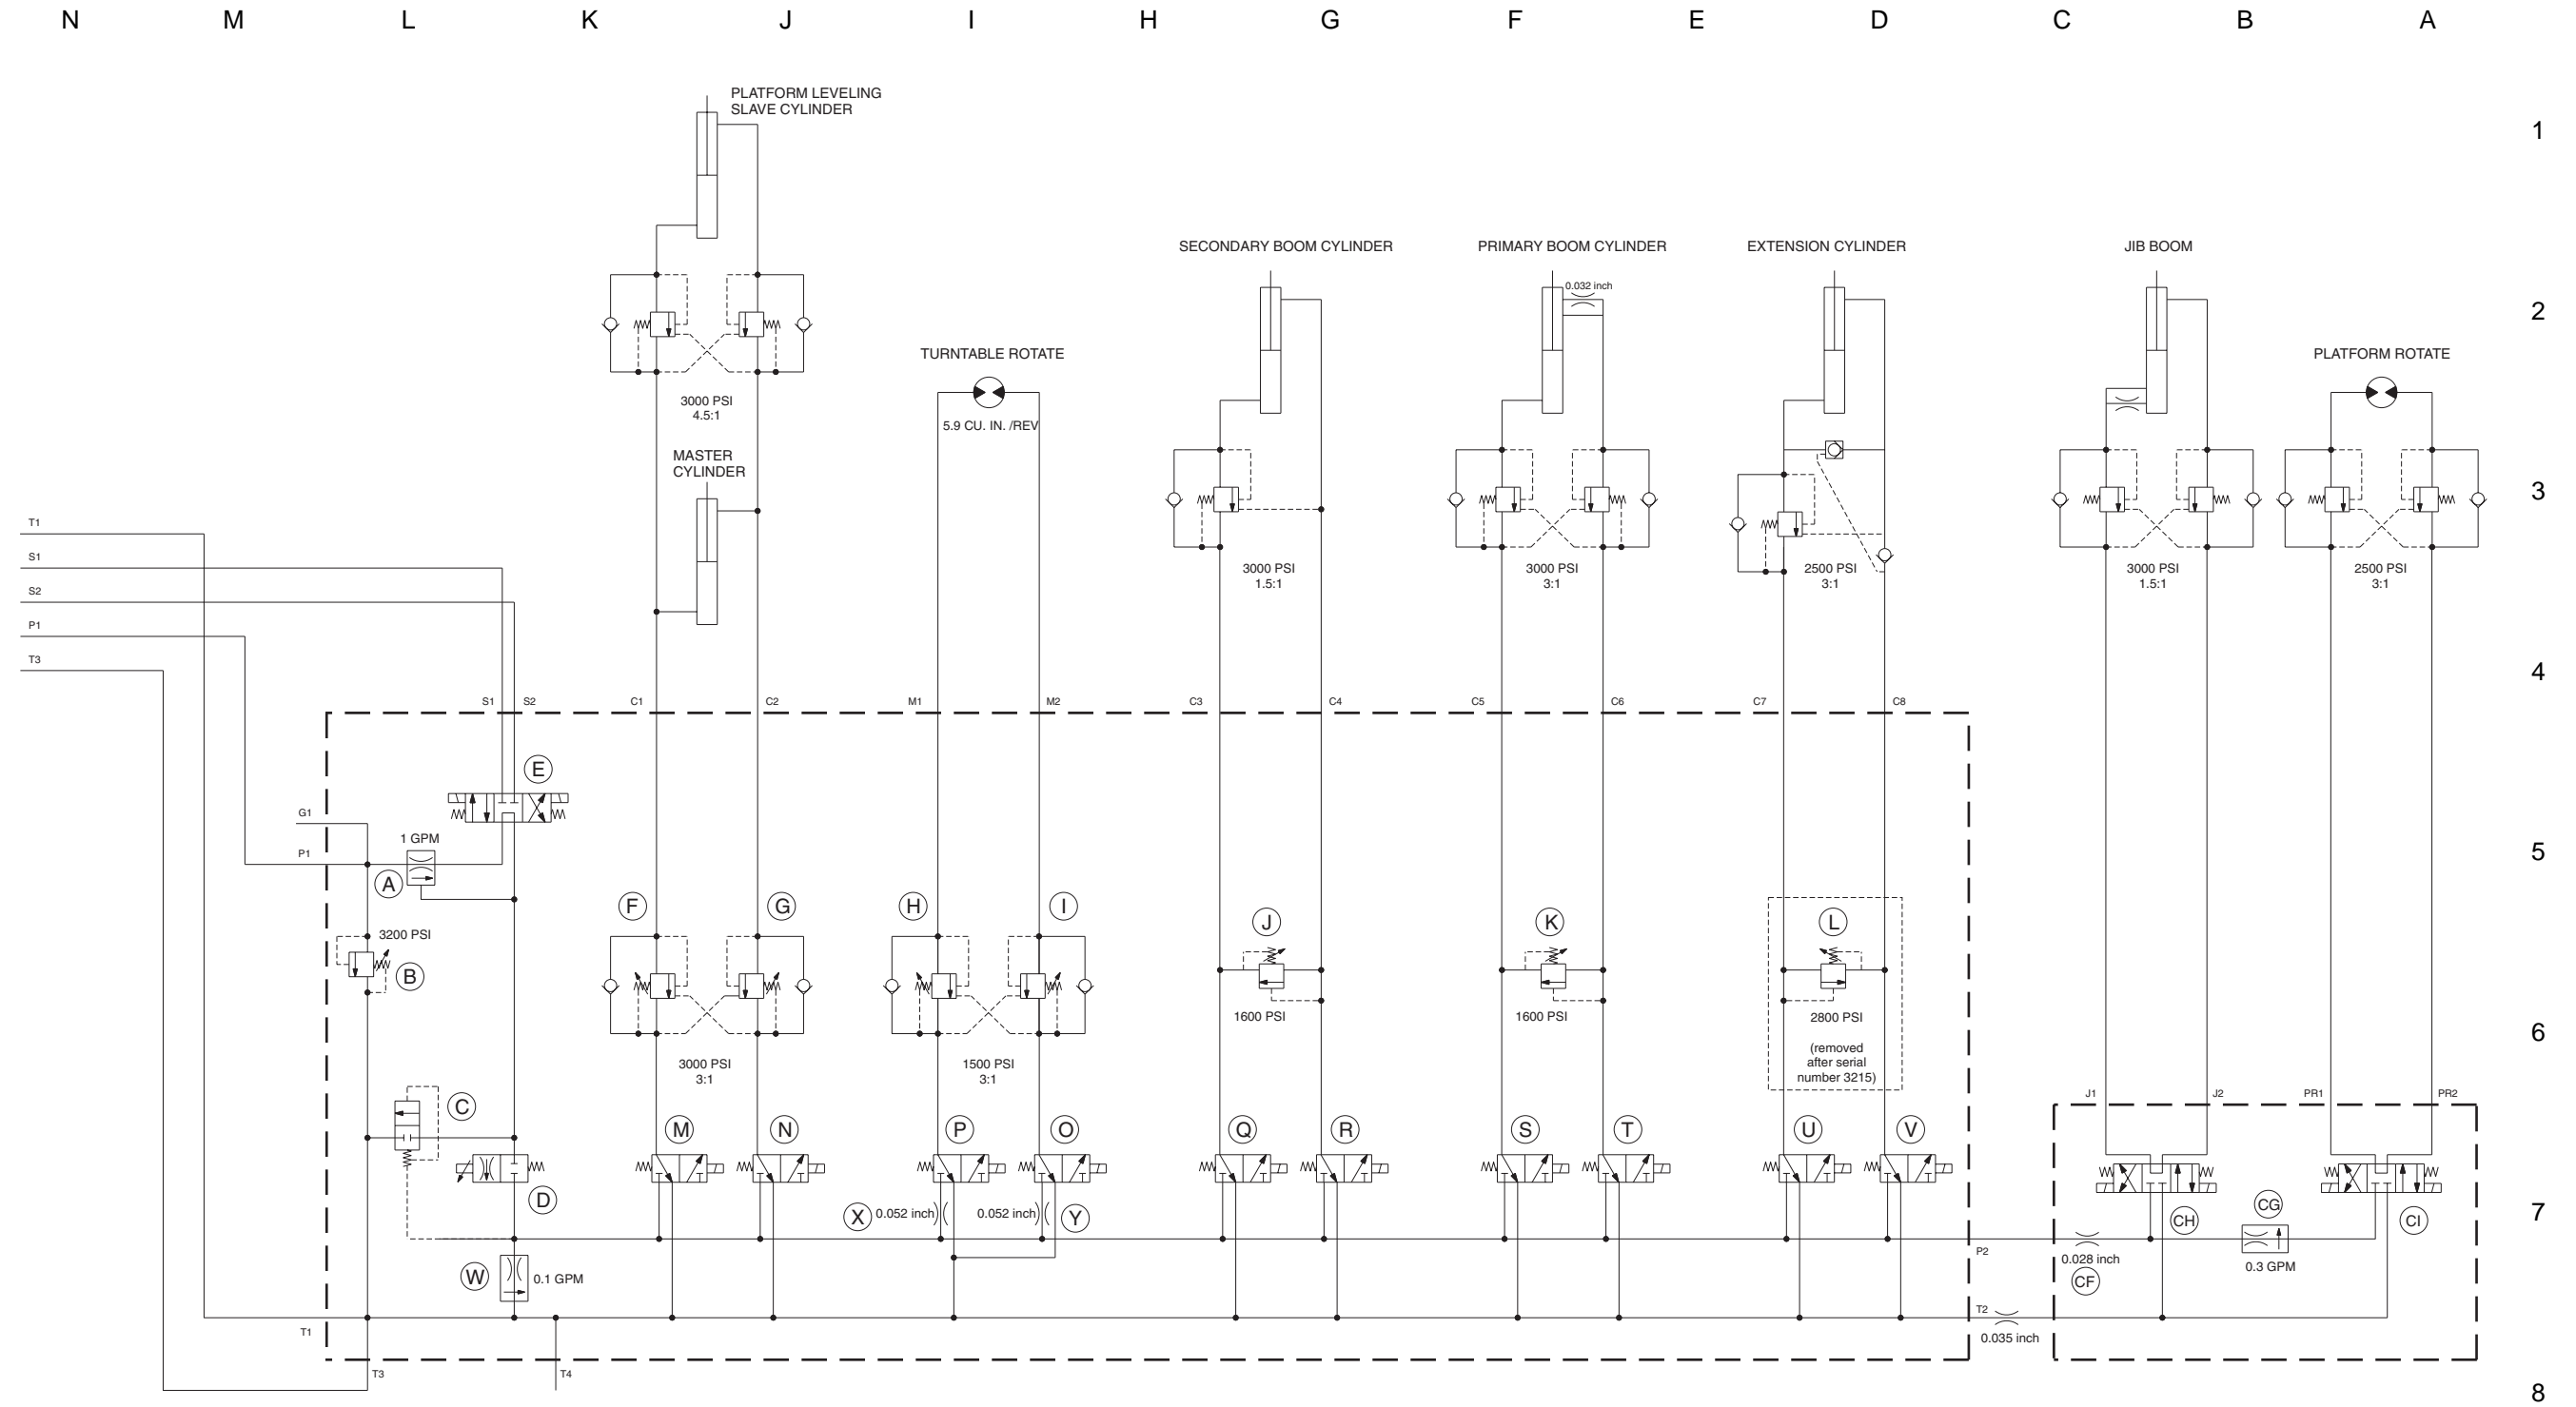 N M L K J I H G F E D C B A
PLATFORM LEVELING
SLAVE CYLINDER
1
SECONDARY BOOM CYLINDER
PRIMARY BOOM CYLINDER
EXTENSION CYLINDER
JIB BOOM
0.032 inch
2
TURNTABLE ROTATE
PLATFORM ROTATE
3000 PSI
4.5:1
5.9 CU. IN. /REV
MASTER
CYLINDER
3
T1
S1
S2
P1
T3
3000 PSI
1.5:1
3000 PSI
3:1
2500 PSI
3:1
3000 PSI
1.5:1
2500 PSI
3:1
4
S1 S2 C1 C2 M1 M2 C3 C4 C5 C6 C7 C8
E
G1
1 GPM
P1
A
5
F G H I J K L
3200 PSI
B
1600 PSI
1600 PSI
2800 PSI
(removed
after serial
number 3215)
3000 PSI
3:1
1500 PSI
3:1
6
J1 J2 PR1 PR2
C
M N P O Q R S T U V
D
X 0.052 inch 0.052 inch Y
CH CG CI
7
P2
0.028 inch
CF
0.3 GPM
W 0.1 GPM
T2
0.035 inch
T1
T3 T4
8